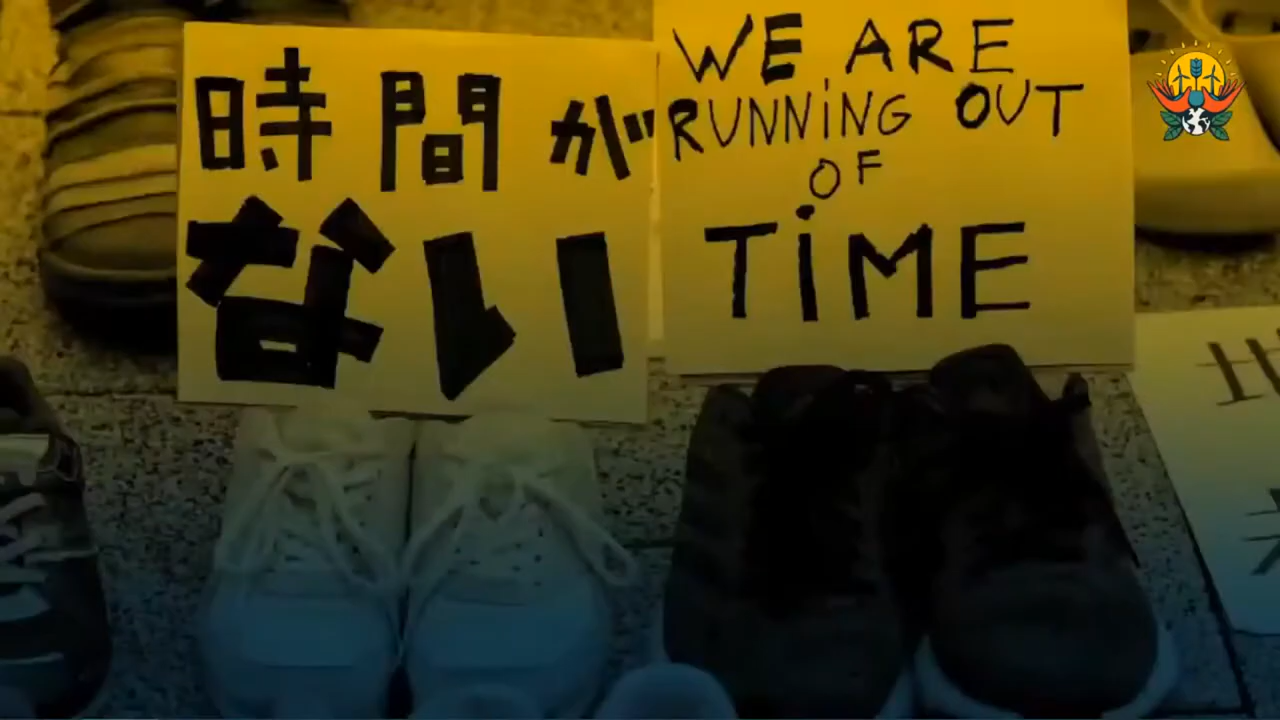 時間が
ない
WE ARE
RUNNING OUT
OF
TIME